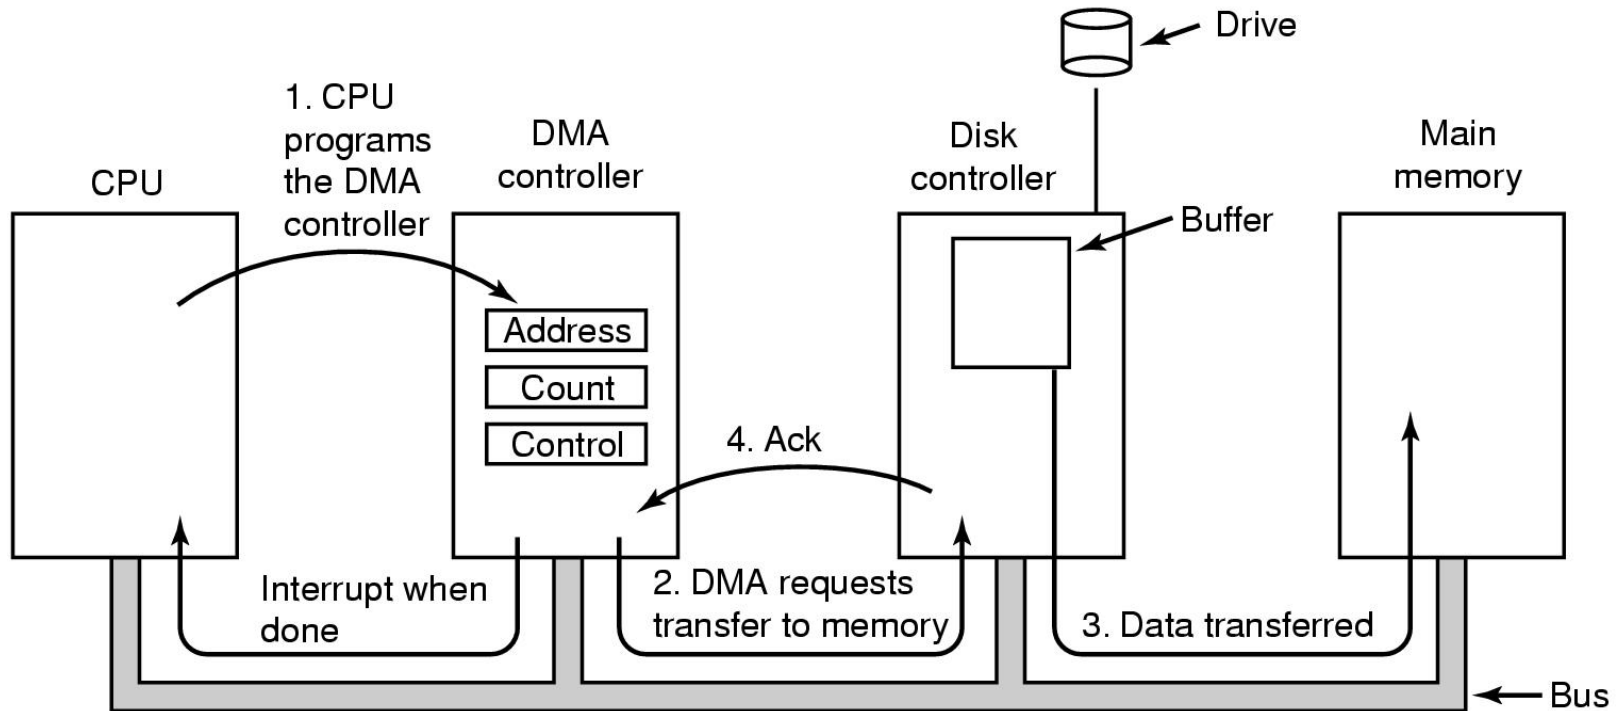 Drive
1. CPU
programs
the DMA
controller
CPU
DMA
controller
Disk
controller
Main
memory
Buffer
Address
Count
Control
4. Ack
Interrupt when
done
2. DMA requests
transfer to memory
3. Data transferred
Bus